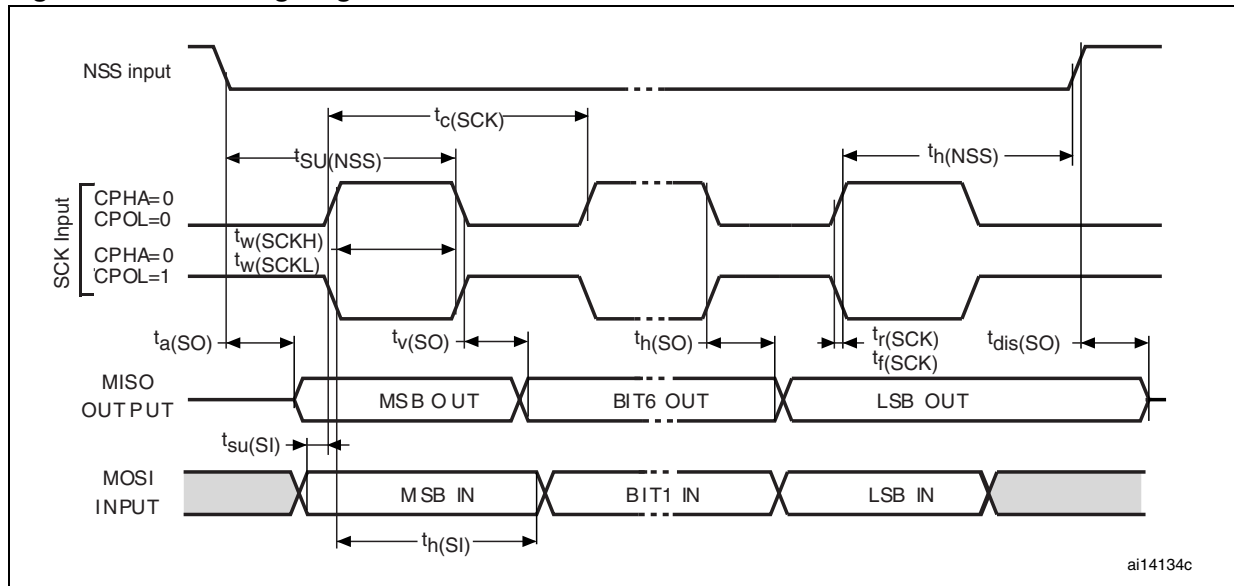 NSS input
tc(SCK)
tSU(NSS)
th(NSS)
SCK Input
CPHA=0
CPOL=0
tw(SCKH)
CPHA=0
tw(SCKL)
CPOL=1
ta(SO)
tv(SO)
th(SO)
tr(SCK)
tf(SCK)
tdis(SO)
MISO
OUTPUT
MSB OUT
BIT6 OUT
LSB OUT
tsu(SI)
MOSI
INPUT
MSB IN
BIT1 IN
LSB IN
th(SI)
ai14134c